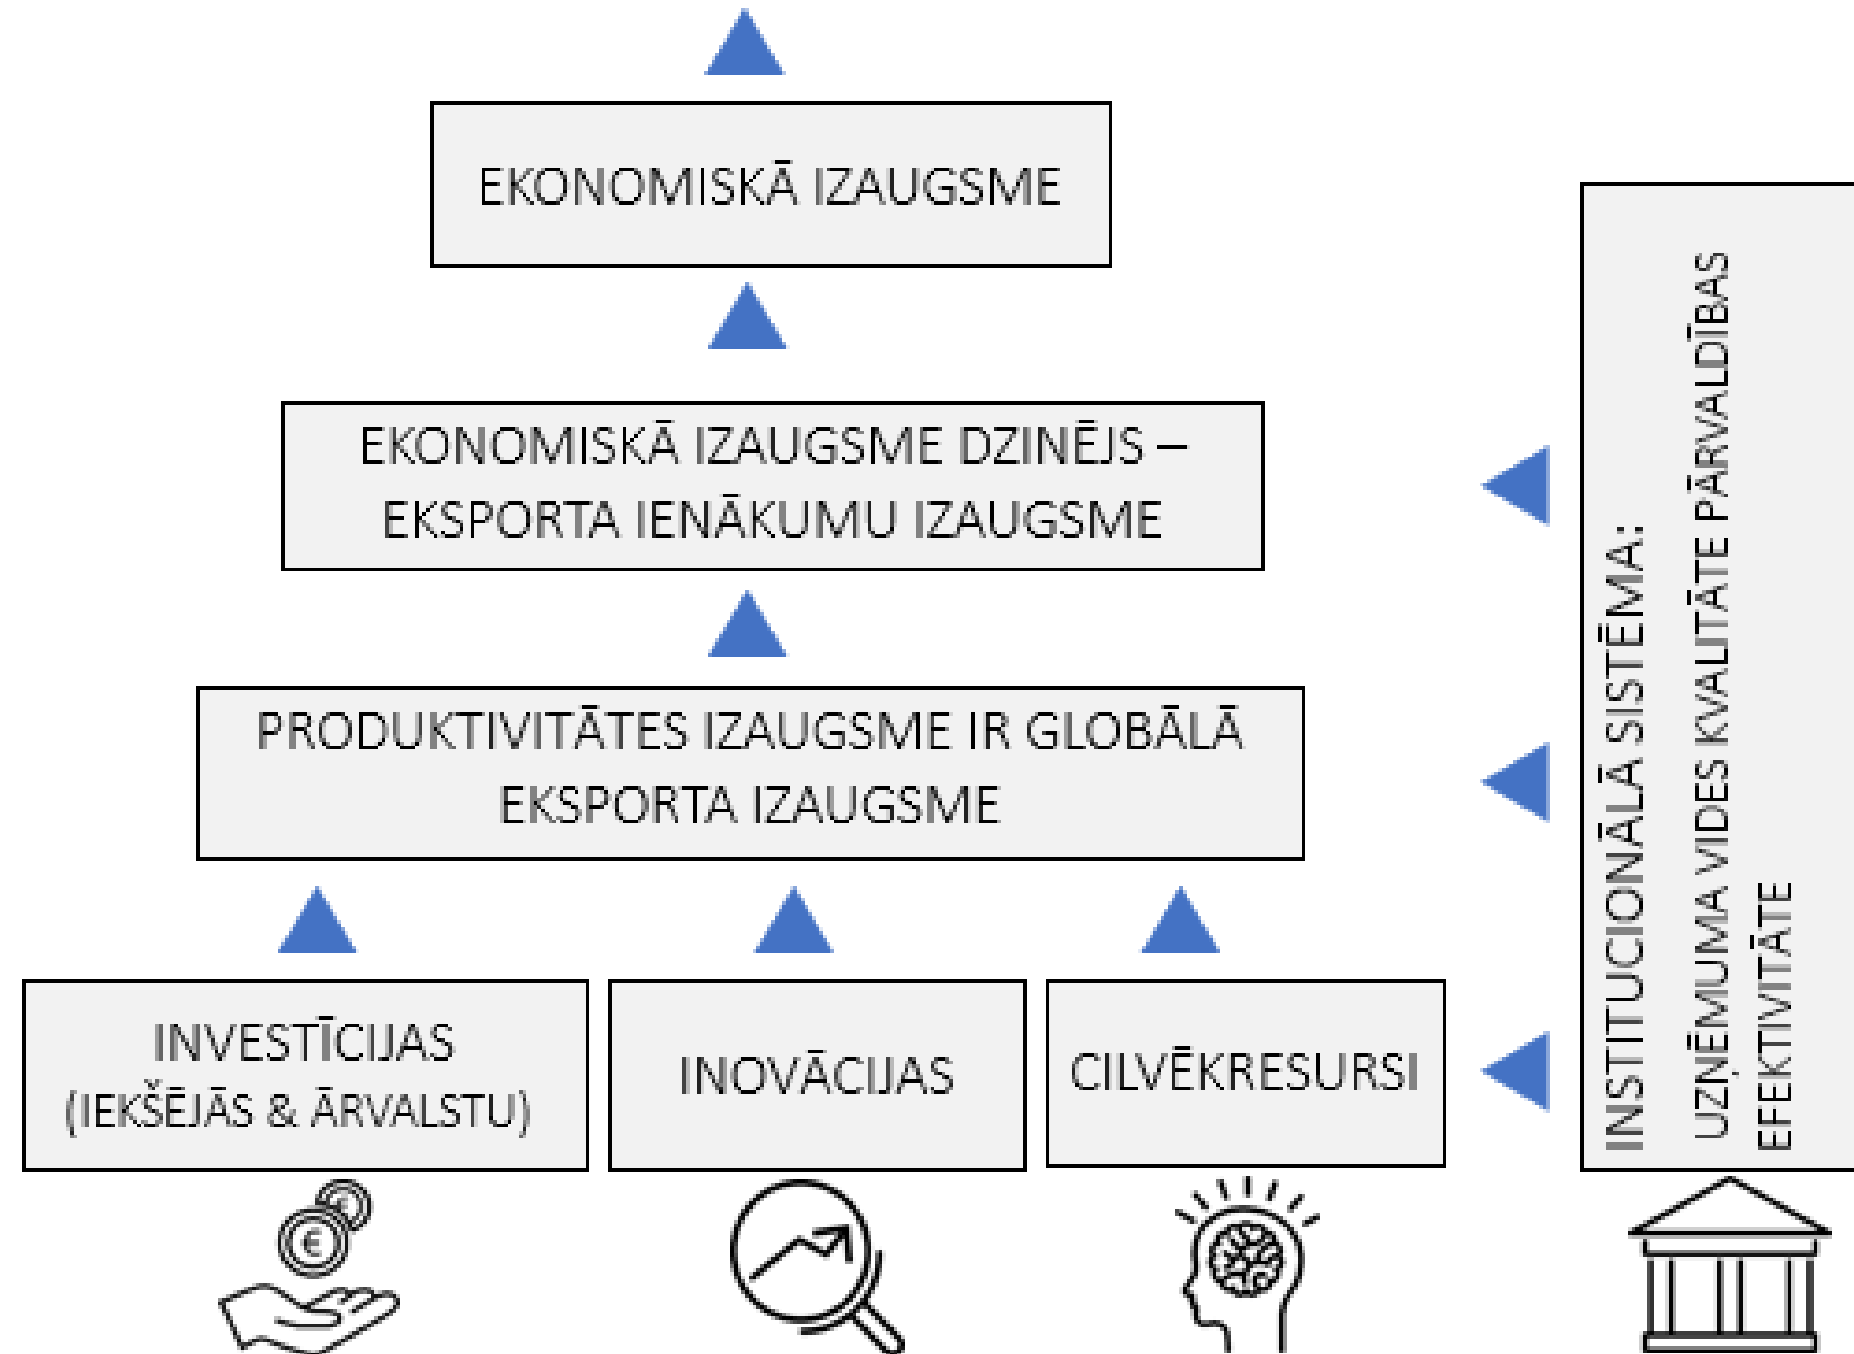 EKONOMISKĀ IZAUGSME
EKONOMISKĀ IZAUGSME DZINĒJS –
EKSPORTA IENĀKUMU IZAUGSME
PRODUKTIVITĀTES IZAUGSME IR GLOBĀLĀ
EKSPORTA IZAUGSME
INVESTĪCIJAS
(IEKŠĒJĀS & ĀRVALSTU)
INOVĀCIJAS
CILVĒKRESURSI
INSTITUCIONĀLĀ SISTĒMA:
UZŅĒMUMA VIDES KVALITĀTE PĀRVALDĪBAS
EFEKTIVITĀTE